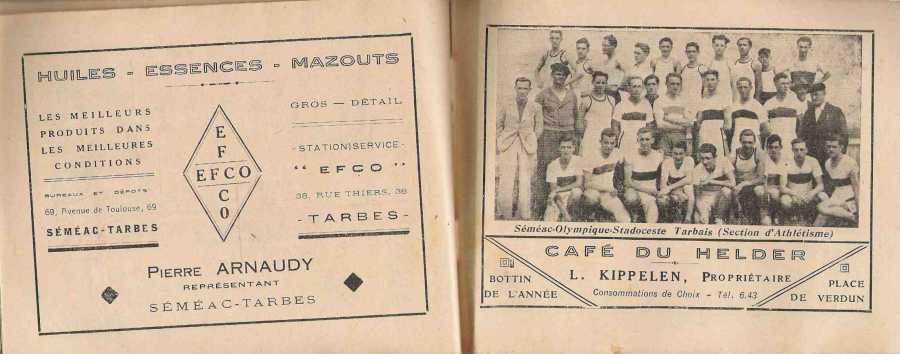 HUILES - ESSENCES - MAZOUTS
LES MEILLEURS
PRODUITS DANS
LES MEILLEURES
CONDITIONS
BUREAUX ET DÉPOTS
69, Avenue de Toulouse, 69
SÉMÉAC-TARBES
EFCO
EFCO
GROS — DÉTAIL
-STATION SERVICE-
" EFCO "
38, RUE THIERS, 38
- TARBES -
PIERRE ARNAUDY
REPRÉSENTANT
SÉMÉAC-TARBES
Séméac-Olympique-Stadoceste Tarbais (Section d'Athlétisme)
CAFÉ DU HELDER
L. KIPPELEN, PROPRIÉTAIRE
Consommations de Choix - Tél. 6.43
BOTTIN
DE L'ANNÉE
PLACE
DE VERDUN